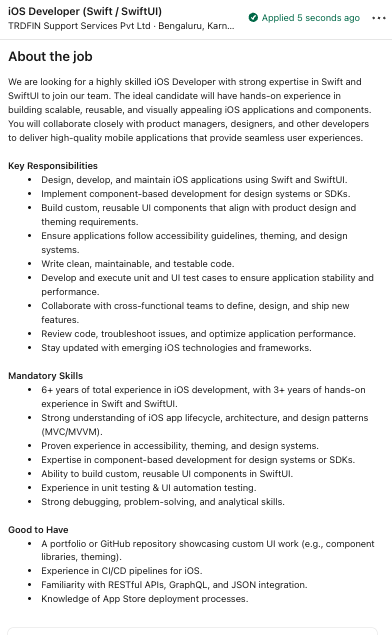 iOS Developer (Swift / SwiftUI)
TRDFIN Support Services Pvt Ltd · Bengaluru, Karn...
Applied 5 seconds ago
About the job
We are looking for a highly skilled iOS Developer with strong expertise in Swift and
SwiftUI to join our team. The ideal candidate will have hands-on experience in
building scalable, reusable, and visually appealing iOS applications and components.
You will collaborate closely with product managers, designers, and other developers
to deliver high-quality mobile applications that provide seamless user experiences.
Key Responsibilities
• Design, develop, and maintain iOS applications using Swift and SwiftUI.
• Implement component-based development for design systems or SDKs.
• Build custom, reusable UI components that align with product design and
theming requirements.
• Ensure applications follow accessibility guidelines, theming, and design
systems.
• Write clean, maintainable, and testable code.
• Develop and execute unit and UI test cases to ensure application stability and
performance.
• Collaborate with cross-functional teams to define, design, and ship new
features.
• Review code, troubleshoot issues, and optimize application performance.
• Stay updated with emerging iOS technologies and frameworks.
Mandatory Skills
• 6+ years of total experience in iOS development, with 3+ years of hands-on
experience in Swift and SwiftUI.
• Strong understanding of iOS app lifecycle, architecture, and design patterns
(MVC/MVVM).
• Proven experience in accessibility, theming, and design systems.
• Expertise in component-based development for design systems or SDKs.
• Ability to build custom, reusable UI components in SwiftUI.
• Experience in unit testing & UI automation testing.
• Strong debugging, problem-solving, and analytical skills.
Good to Have
• A portfolio or GitHub repository showcasing custom UI work (e.g., component
libraries, theming).
• Experience in CI/CD pipelines for iOS.
• Familiarity with RESTful APIs, GraphQL, and JSON integration.
• Knowledge of App Store deployment processes.